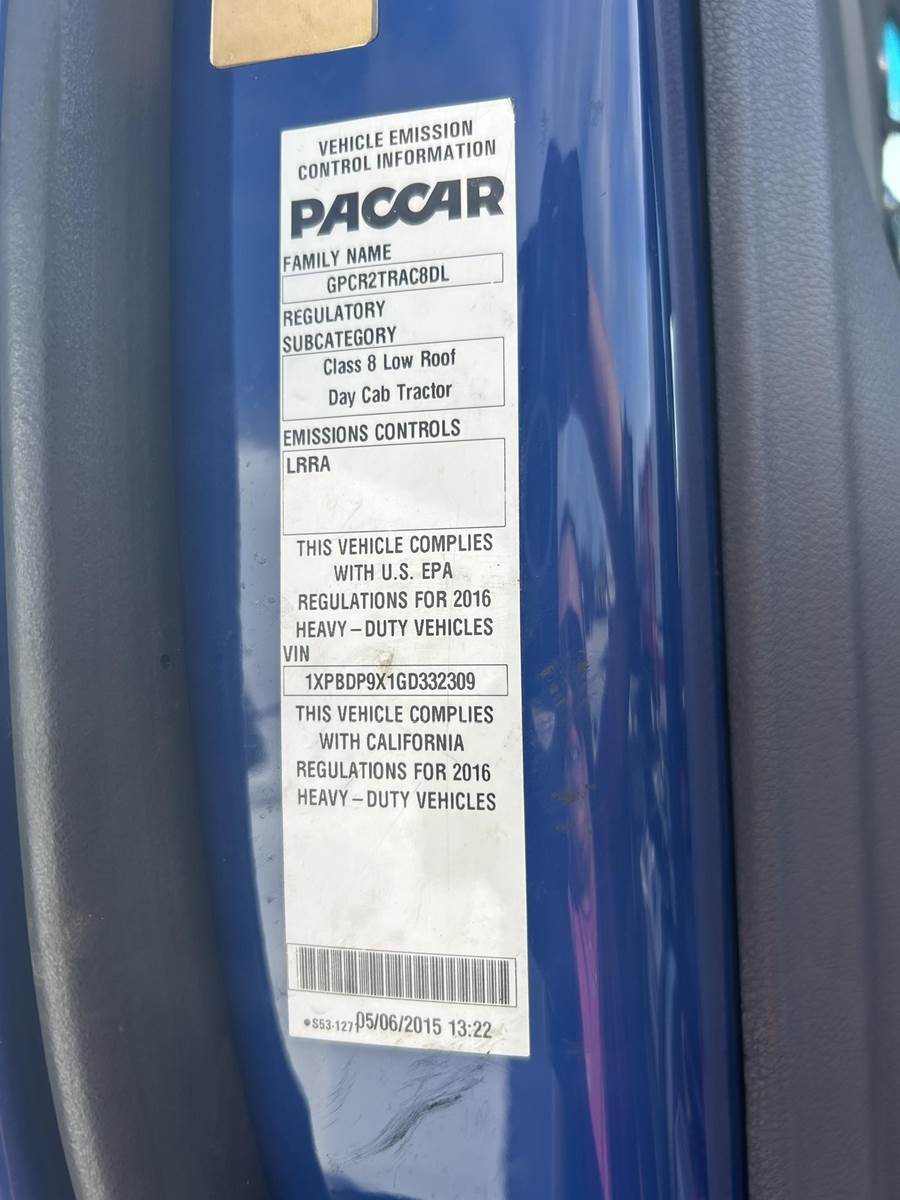 VEHICLE EMISSION
CONTROL INFORMATION
PACCAR
FAMILY NAME
GPCR2TRAC8DL
REGULATORY
SUBCATEGORY
Class 8 Low Roof
Day Cab Tractor
EMISSIONS CONTROLS
LRRA
THIS VEHICLE COMPLIES
WITH U.S. EPA
REGULATIONS FOR 2016
HEAVY-DUTY VEHICLES
VIN
1XPBDP9X1GD332309
THIS VEHICLE COMPLIES
WITH CALIFORNIA
REGULATIONS FOR 2016
HEAVY-DUTY VEHICLES
•S53-127 05/06/2015 13:22